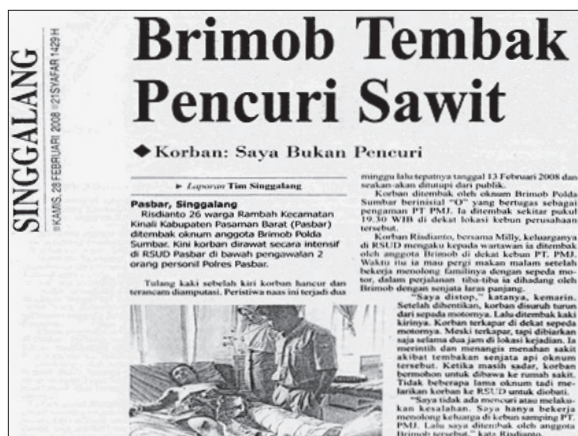 SINGGALANG
KAMIS, 28 FEBRUARI 2008 21 SYAFAR 1429 H
Brimob Tembak
Pencuri Sawit
◆ Korban: Saya Bukan Pencuri
► Laporan Tim Singgalang
Pasbar, Singgalang
Risdianto 26 warga Rambah Kecamatan
Kinali Kabupaten Pasaman Barat (Pasbar)
ditembak oknum anggota Brimob Polda
Sumbar. Kini korban dirawat secara intensif
di RSUD Pasbar di bawah pengawalan 2
orang personil Polres Pasbar.
Tulang kaki sebelah kiri korban hancur dan
terancam diamputasi. Peristiwa naas ini terjadi dua
minggu lalu tepatnya tanggal 13 Februari 2008 dan
seakan-akan ditutupi dari publik.
Korban ditembak oleh oknum Brimob Polda
Sumbar berinisial "O" yang bertugas sebagai
pengaman PT PMJ. Ia ditembak sekitar pukul
19.30 WIB di dekat lokasi kebun perusahaan
tersebut.
Korban Risdianto, bersama Milly, keluarganya
di RSUD mengaku kepada wartawan ia ditembak
oleh anggota Brimob di dekat kebun PT. PMJ.
Waktu itu ia mau pergi makan malam setelah
bekerja menolong familinya dengan sepeda mo-
tor, dalam perjalanan tiba-tiba ia dihadang oleh
Brimob dengan senjata laras panjang.
"Saya distop," katanya, kemarin.
Setelah dihentikan, korban disuruh turun
dari sepeda motornya. Lalu ditembak kaki
kirinya. Korban terkapar di dekat sepeda
motornya. Meski terkapar, tapi dibiarkan
saja selama dua jam di lokasi kejadian. Ia
merintih dan menangis menahan sakit
akibat tembakan senjata api oknum
tersebut. Ketika masih sadar, korban
bermohon untuk dibawa ke rumah sakit.
Tidak beberapa lama oknum tadi me-
larikan korban ke RSUD untuk diobati.
"Saya tidak ada mencuri atau melaku-
kan kesalahan. Saya hanya bekerja
menolong keluarga di kebun samping PT.
PMJ. Lalu saya ditembak oleh anggota
Brimob tersebut," kata Risdianto.